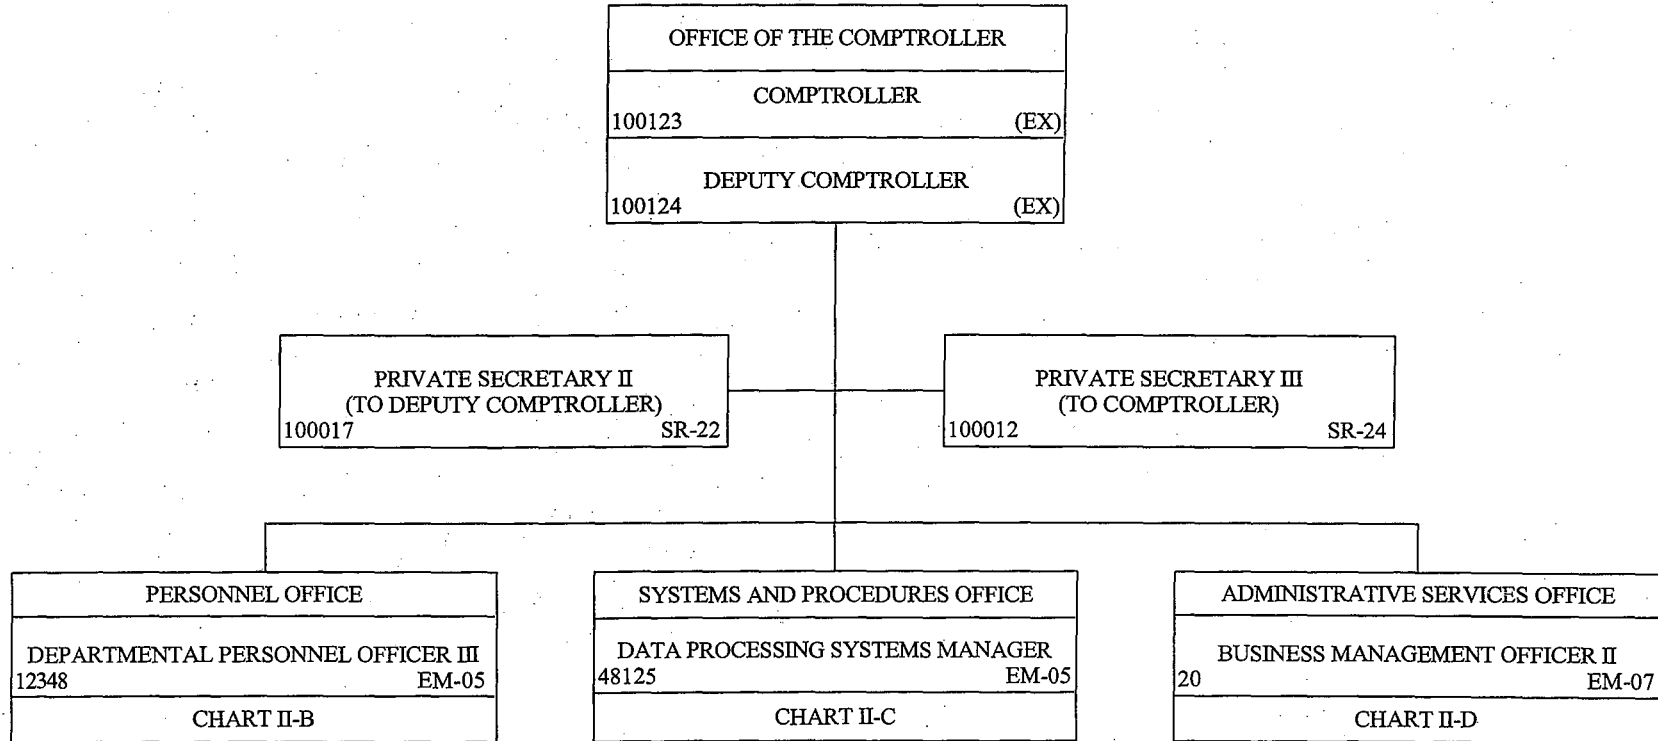 OFFICE OF THE COMPTROLLER
COMPTROLLER
100123 (EX)
DEPUTY COMPTROLLER
100124 (EX)
PRIVATE SECRETARY II
(TO DEPUTY COMPTROLLER)
100017 SR-22
PRIVATE SECRETARY III
(TO COMPTROLLER)
100012 SR-24
PERSONNEL OFFICE
DEPARTMENTAL PERSONNEL OFFICER III
12348 EM-05
CHART II-B
SYSTEMS AND PROCEDURES OFFICE
DATA PROCESSING SYSTEMS MANAGER
48125 EM-05
CHART II-C
ADMINISTRATIVE SERVICES OFFICE
BUSINESS MANAGEMENT OFFICER II
20 EM-07
CHART II-D